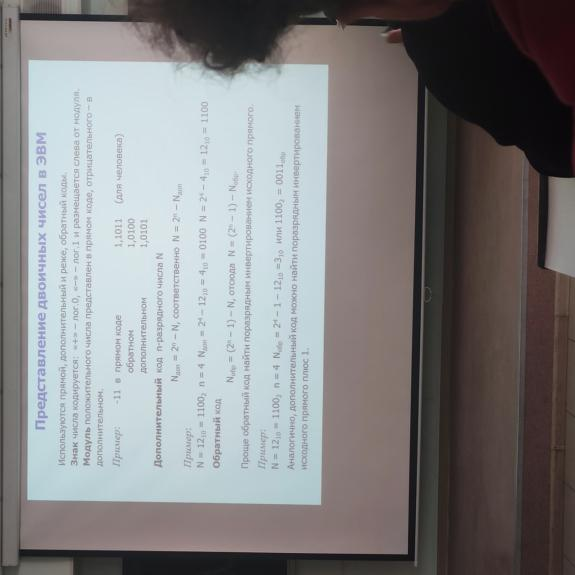 Представление двоичных чисел в ЭВМ
Используются прямой, дополнительный и реже, обратный коды.
Знак числа кодируется: «+» – лог.0, «–» – лог.1 и размещается слева от модуля.
Модуль положительного числа представлен в прямом коде, отрицательного – в
дополнительном.
Пример: -11 в прямом коде 1,1011 (для человека)
обратном 1,0100
дополнительном 1,0101
Дополнительный код n-разрядного числа N
Nдоп = 2ⁿ – N, соответственно N = 2ⁿ – Nдоп
Пример:
N = 12₁₀ = 1100₂ n = 4 Nдоп = 2⁴ – 12₁₀ = 4₁₀ = 0100 N = 2⁴ – 4₁₀ = 12₁₀ = 1100
Обратный код
Nобр = (2ⁿ – 1) – N, отсюда N = (2ⁿ – 1) – Nобр.
Проще обратный код найти поразрядным инвертированием исходного прямого.
Пример:
N = 12₁₀ = 1100₂ n = 4 Nобр = 2⁴ – 1 – 12₁₀ =3₁₀ или 1100₂ = 0011обр
Аналогично, дополнительный код можно найти поразрядным инвертированием
исходного прямого плюс 1.